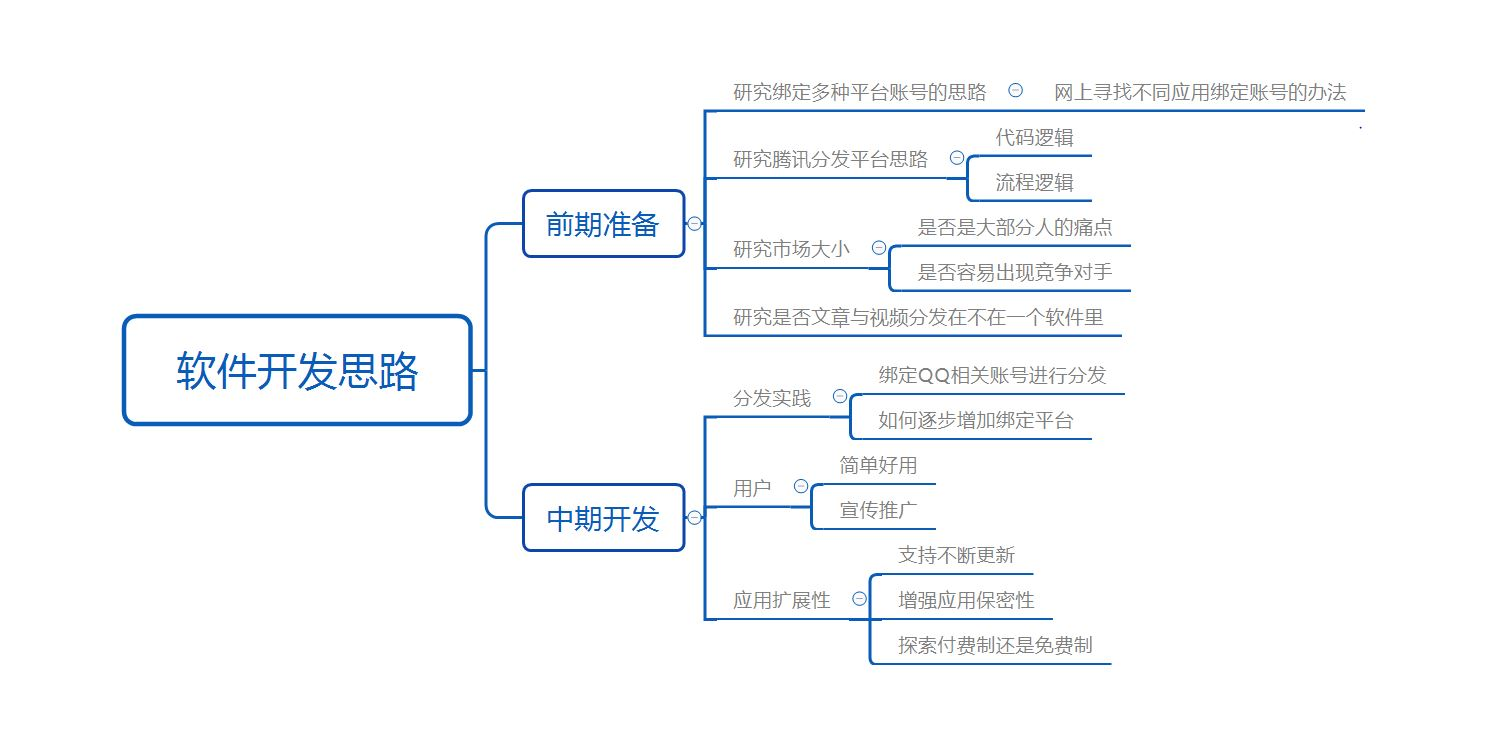 软件开发思路
前期准备
研究绑定多种平台账号的思路
网上寻找不同应用绑定账号的办法
研究腾讯分发平台思路
代码逻辑
流程逻辑
研究市场大小
是否是大部分人的痛点
是否容易出现竞争对手
研究是否文章与视频分发在不在一个软件里
中期开发
分发实践
绑定QQ相关账号进行分发
如何逐步增加绑定平台
用户
简单好用
宣传推广
应用扩展性
支持不断更新
增强应用保密性
探索付费制还是免费制